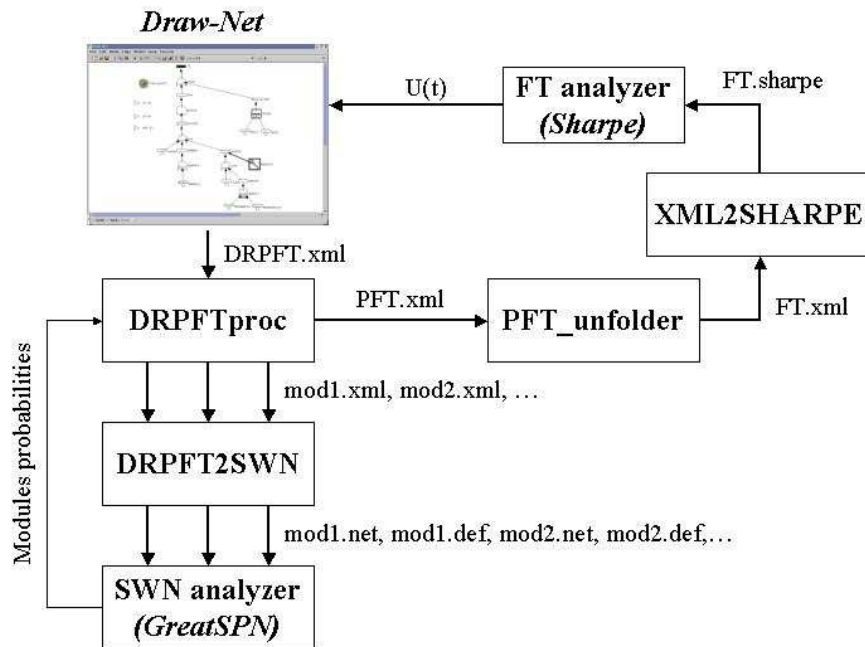 Draw-Net
U(t)
FT analyzer
(Sharpe)
FT.sharpe
XML2SHARPE
DRPFT.xml
DRPFTproc
PFT.xml
PFT_unfolder
FT.xml
Modules probabilities
mod1.xml, mod2.xml, …
DRPFT2SWN
mod1.net, mod1.def, mod2.net, mod2.def,…
SWN analyzer
(GreatSPN)